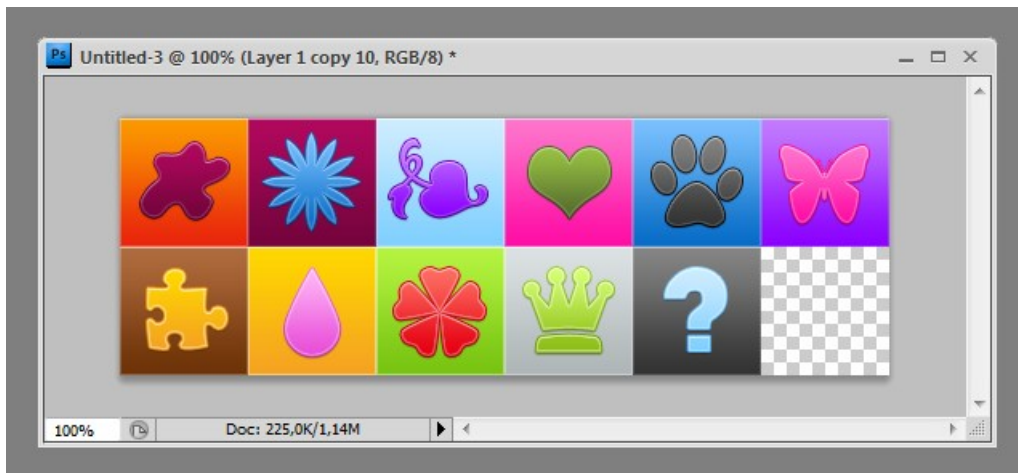 Ps Untitled-3 @ 100% (Layer 1 copy 10, RGB/8) *
?
100% Doc: 225,0K/1,14M